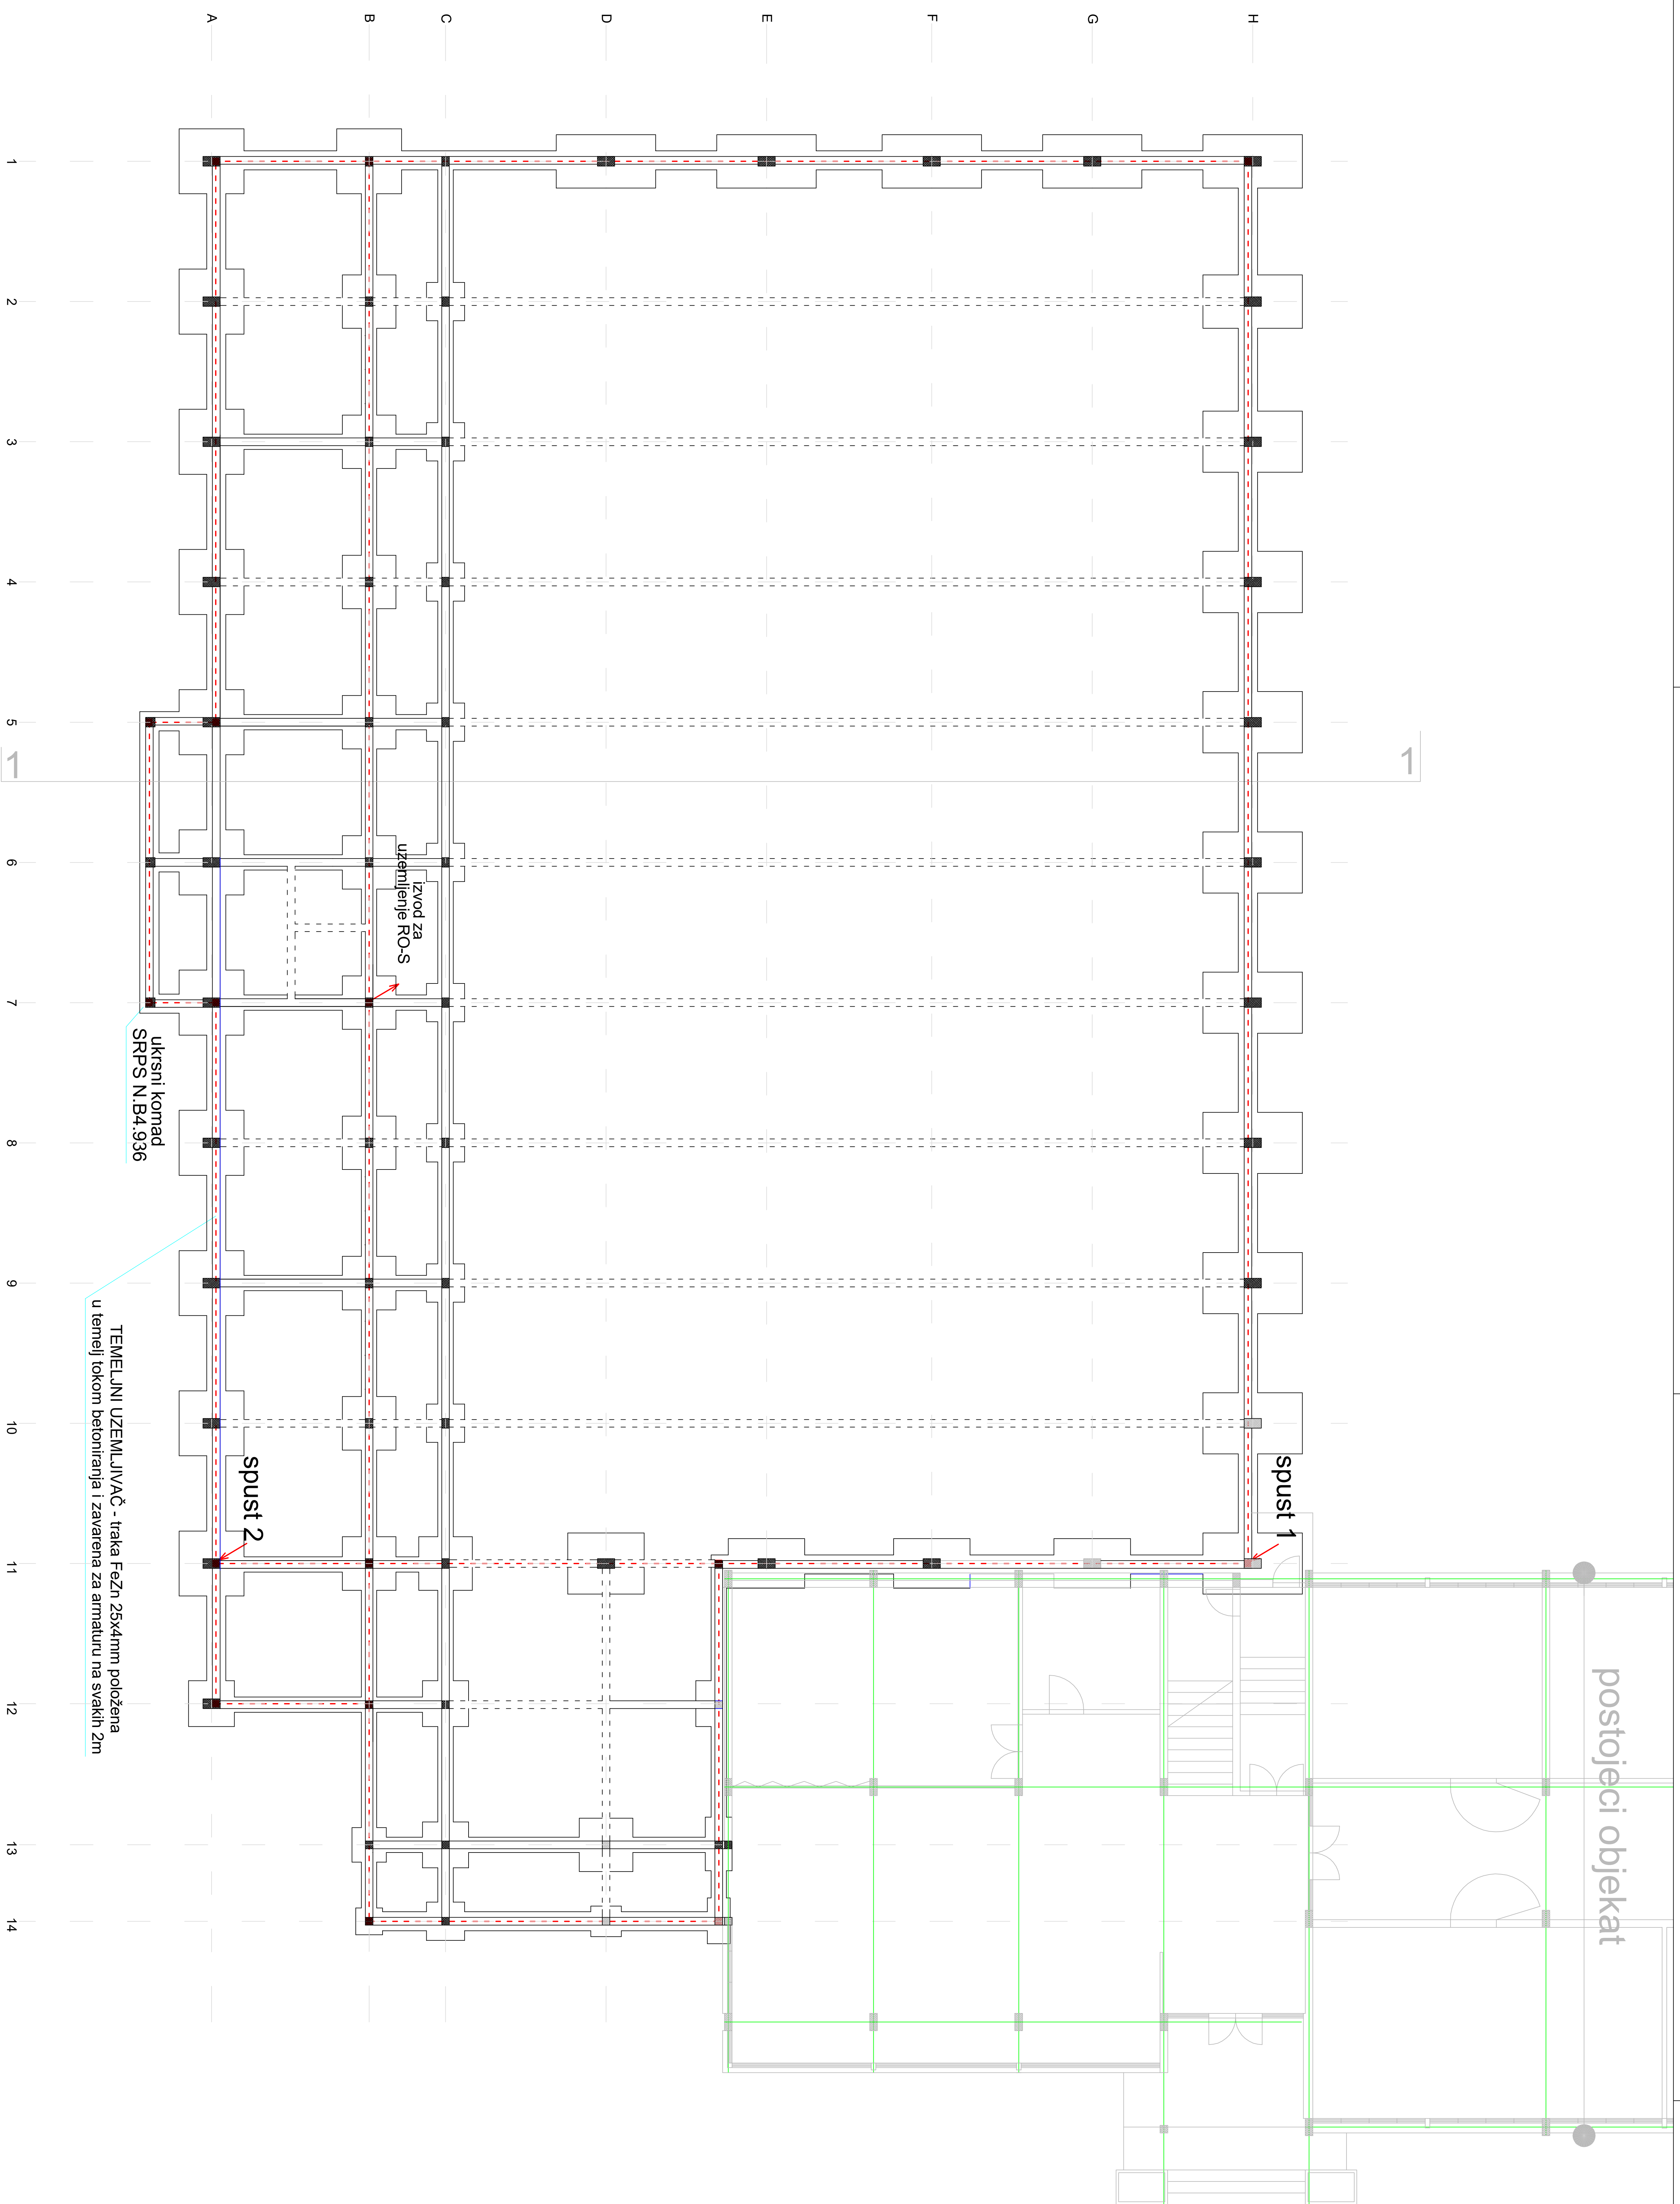 A
B
C
D
E
F
G
H
1
2
3
4
5
6
7
8
9
10
11
12
13
14
1
1
izvod za
uzemljenje RO-S
ukrsni komad
SRPS N.B4.936
TEMELJNI UZEMLJIVAČ - traka FeZn 25x4mm položena
u temelj tokom betoniranja i zavarena za armaturu na svakih 2m
spust 2
spust 1
postojeci objekat